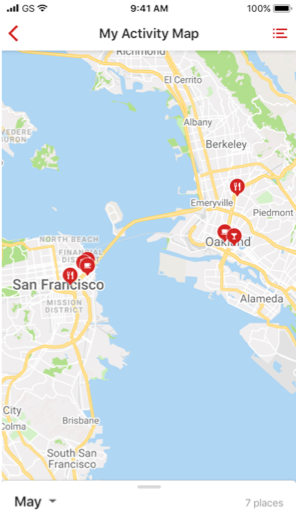 GS 9:41 AM 100%
My Activity Map
Richmond
El Cerrito
Albany
Berkeley
Emeryville
Piedmont
Oakland
NORTH BEACH
FINANCIAL
San Francisco
MISSION
DISTRICT
Alameda
City
Colma
Brisbane
South San
Francisco
May 7 places